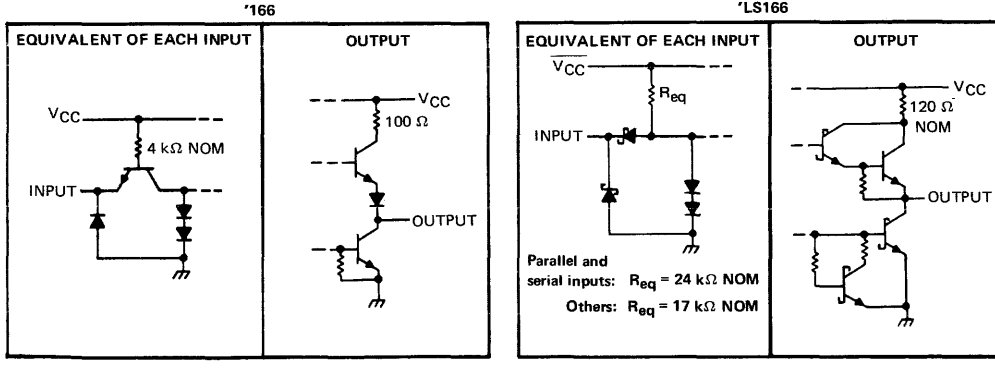 '166
EQUIVALENT OF EACH INPUT
VCC
4 kΩ NOM
INPUT
OUTPUT
VCC
100 Ω
OUTPUT
'LS166
EQUIVALENT OF EACH INPUT
VCC
Req
INPUT
Parallel and
serial inputs: Req = 24 kΩ NOM
Others: Req = 17 kΩ NOM
OUTPUT
VCC
120 Ω
NOM
OUTPUT